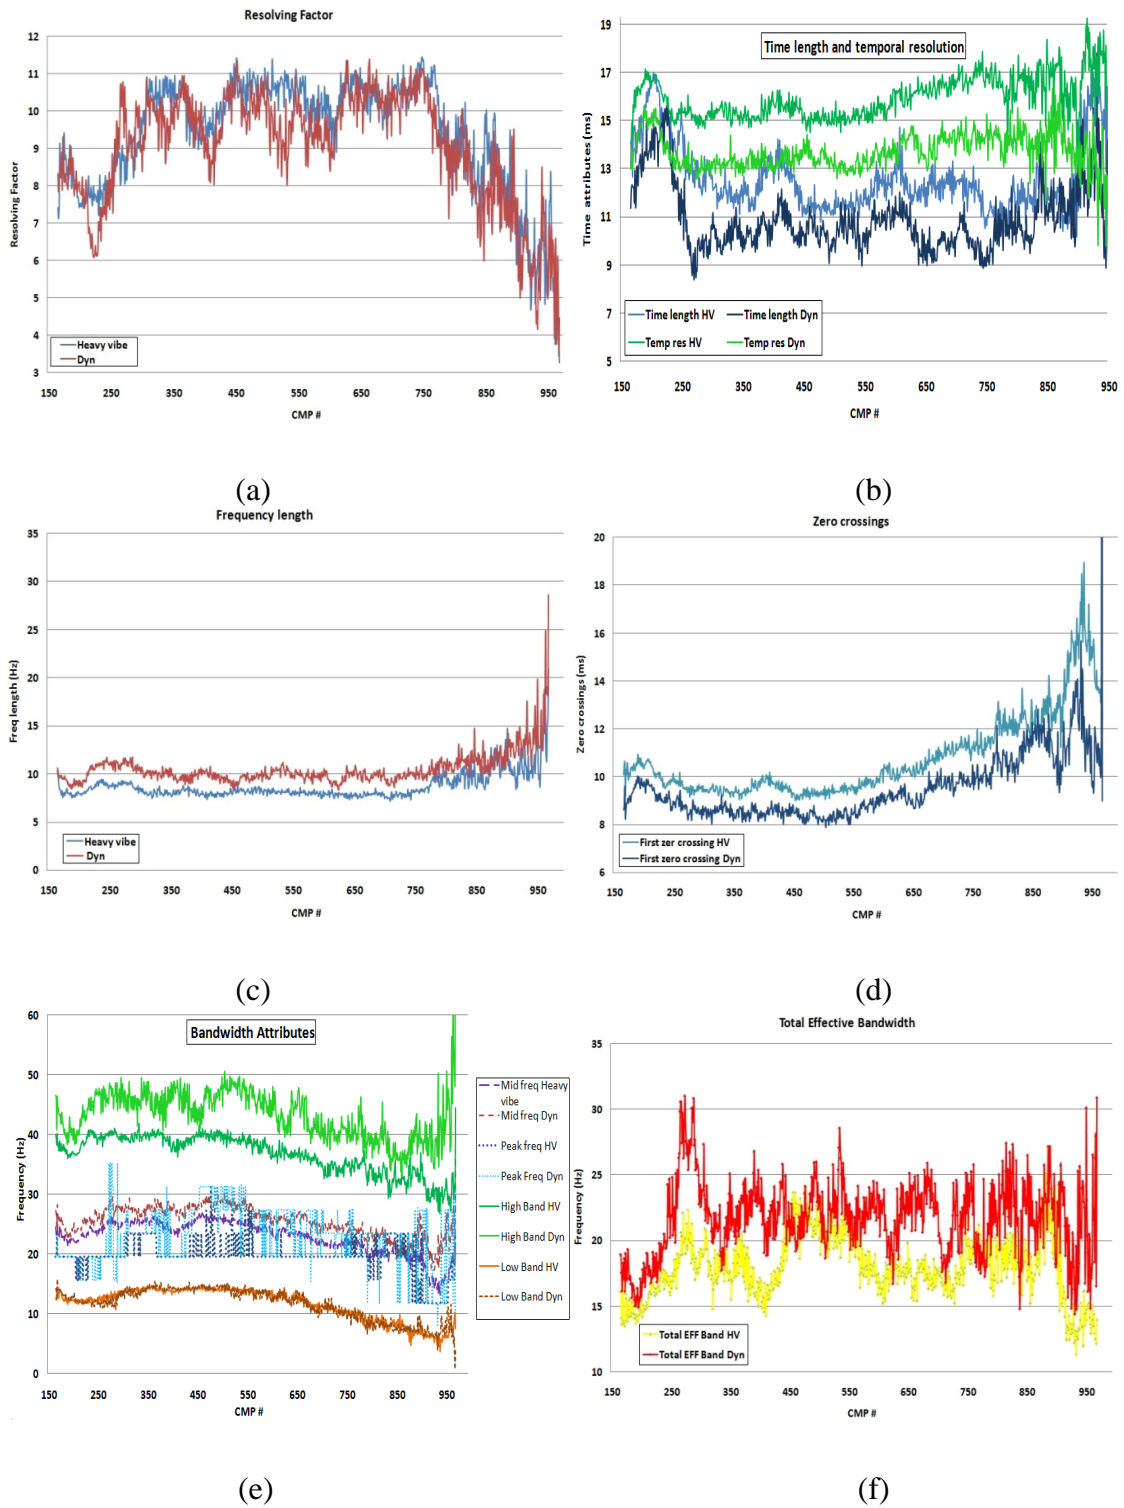 Resolving Factor
12
11
10
9
8
7
6
5
4
3
Resolving Factor
Heavy vibe
Dyn
150 250 350 450 550 650 750 850 950
CMP #
(a)
Time length and temporal resolution
19
17
15
13
11
9
7
5
Time attributes (ms)
Time length HV Time length Dyn
Temp res HV Temp res Dyn
150 250 350 450 550 650 750 850 950
CMP #
(b)
Frequency length
35
30
25
20
15
10
5
0
Freq length (Hz)
Heavy vibe
Dyn
150 250 350 450 550 650 750 850 950
CMP #
(c)
Zero crossings
20
18
16
14
12
10
8
6
Zero crossings (ms)
First zer crossing HV
First zero crossing Dyn
150 250 350 450 550 650 750 850 950
CMP #
(d)
Bandwidth Attributes
60
50
40
30
20
10
0
Frequency (Hz)
Mid freq Heavy
vibe
Mid freq Dyn
Peak freq HV
Peak Freq Dyn
High Band HV
High Band Dyn
Low Band HV
Low Band Dyn
150 250 350 450 550 650 750 850 950
CMP #
(e)
Total Effective Bandwidth
35
30
25
20
15
10
Frequency (Hz)
Total EFF Band HV
Total EFF Band Dyn
150 250 350 450 550 650 750 850 950
CMP #
(f)